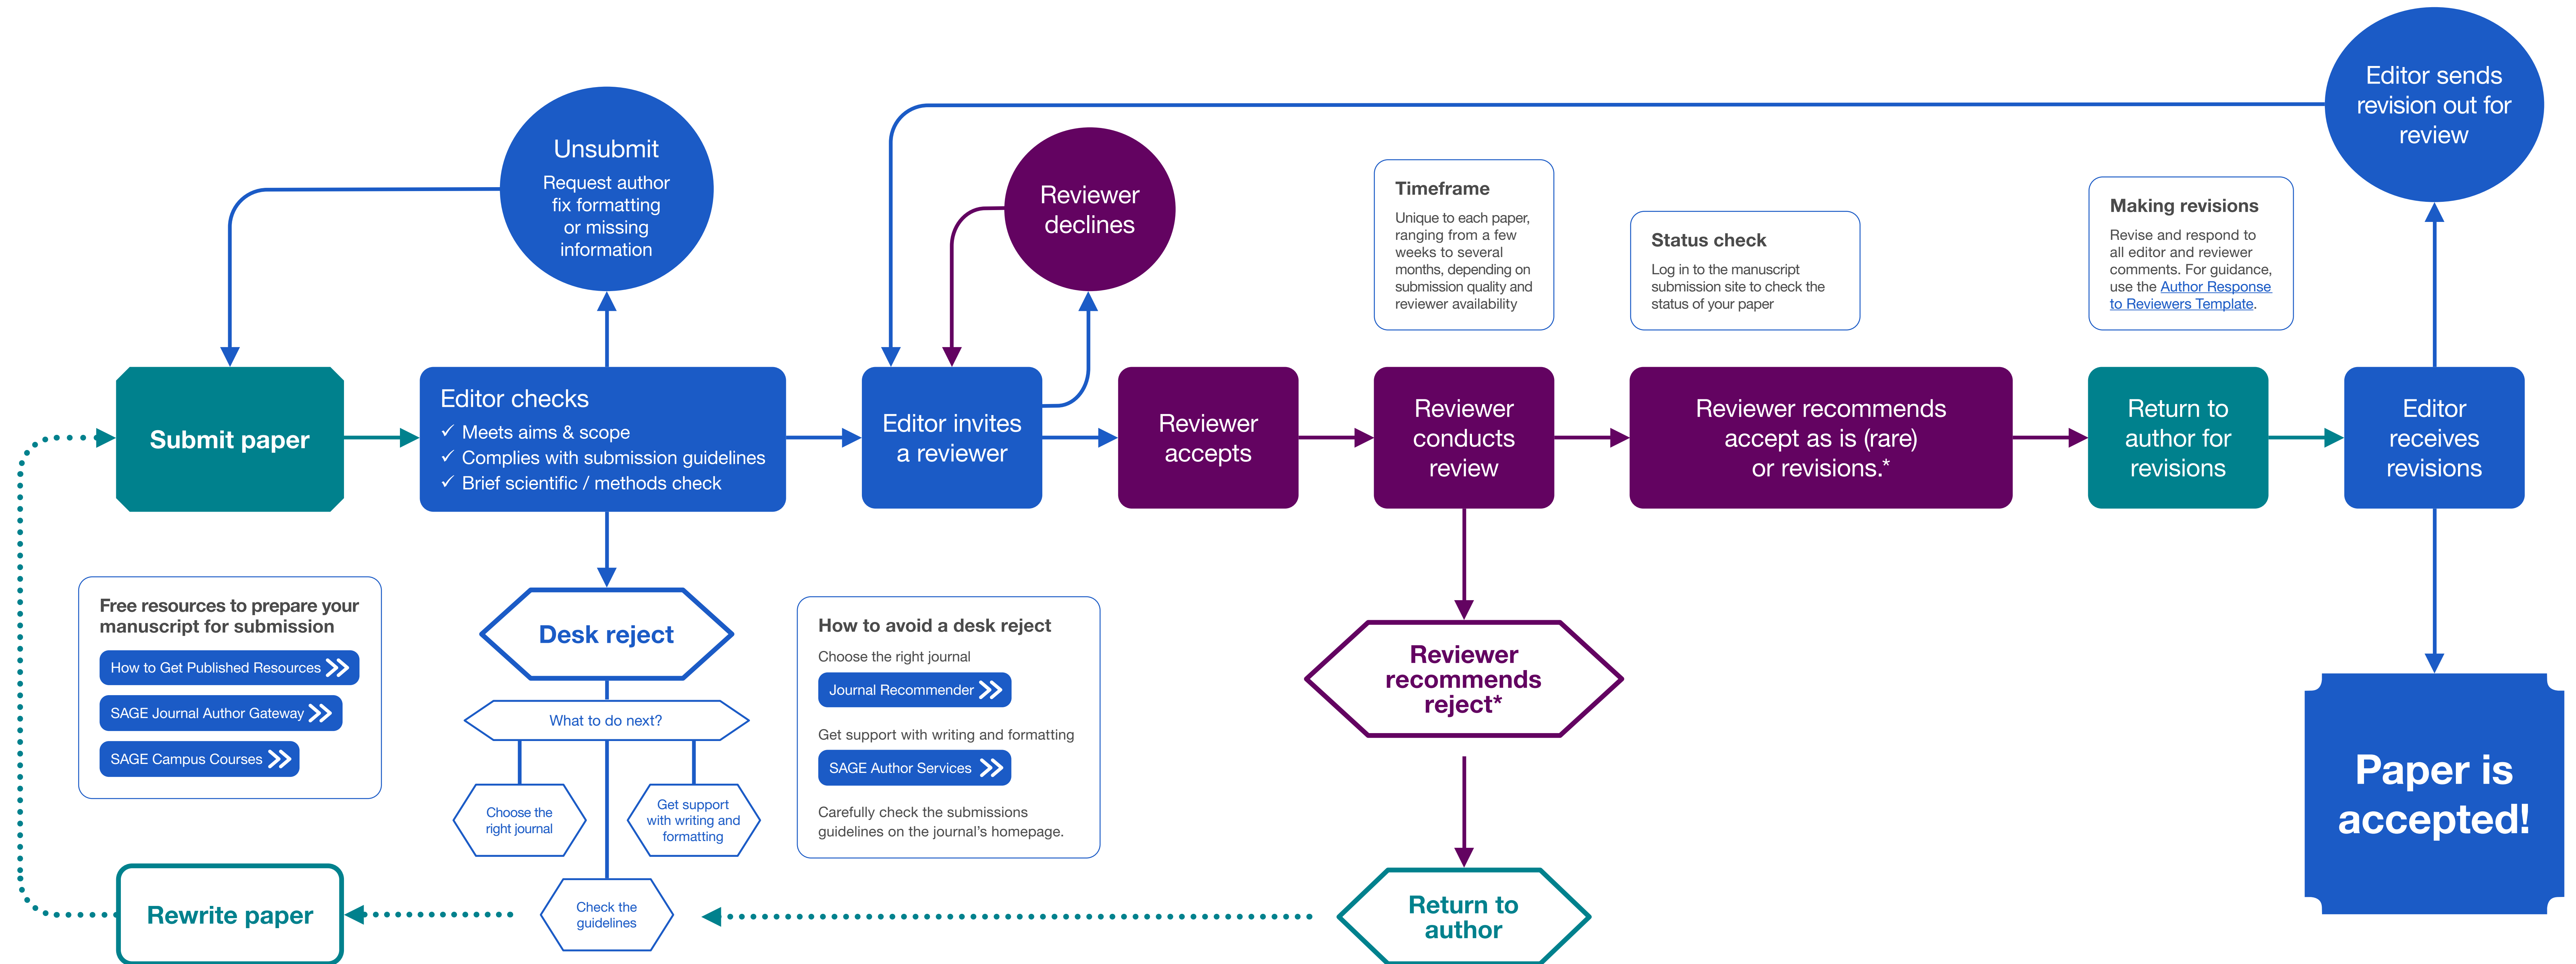 Editor sends
revision out for
review
Unsubmit
Request author
fix formatting
or missing
information
Reviewer
declines
Timeframe
Unique to each paper,
ranging from a few
weeks to several
months, depending on
submission quality and
reviewer availability
Status check
Log in to the manuscript
submission site to check the
status of your paper
Making revisions
Revise and respond to
all editor and reviewer
comments. For guidance,
use the Author Response
to Reviewers Template.
Submit paper
Editor checks
✓ Meets aims & scope
✓ Complies with submission guidelines
✓ Brief scientific / methods check
Editor invites
a reviewer
Reviewer
accepts
Reviewer
conducts
review
Reviewer recommends
accept as is (rare)
or revisions.*
Return to
author for
revisions
Editor
receives
revisions
Free resources to prepare your
manuscript for submission
How to Get Published Resources
SAGE Journal Author Gateway
SAGE Campus Courses
Desk reject
What to do next?
Choose the
right journal
Get support
with writing and
formatting
Check the
guidelines
How to avoid a desk reject
Choose the right journal
Journal Recommender
Get support with writing and formatting
SAGE Author Services
Carefully check the submissions
guidelines on the journal's homepage.
Reviewer
recommends
reject*
Return to
author
Rewrite paper
Paper is
accepted!